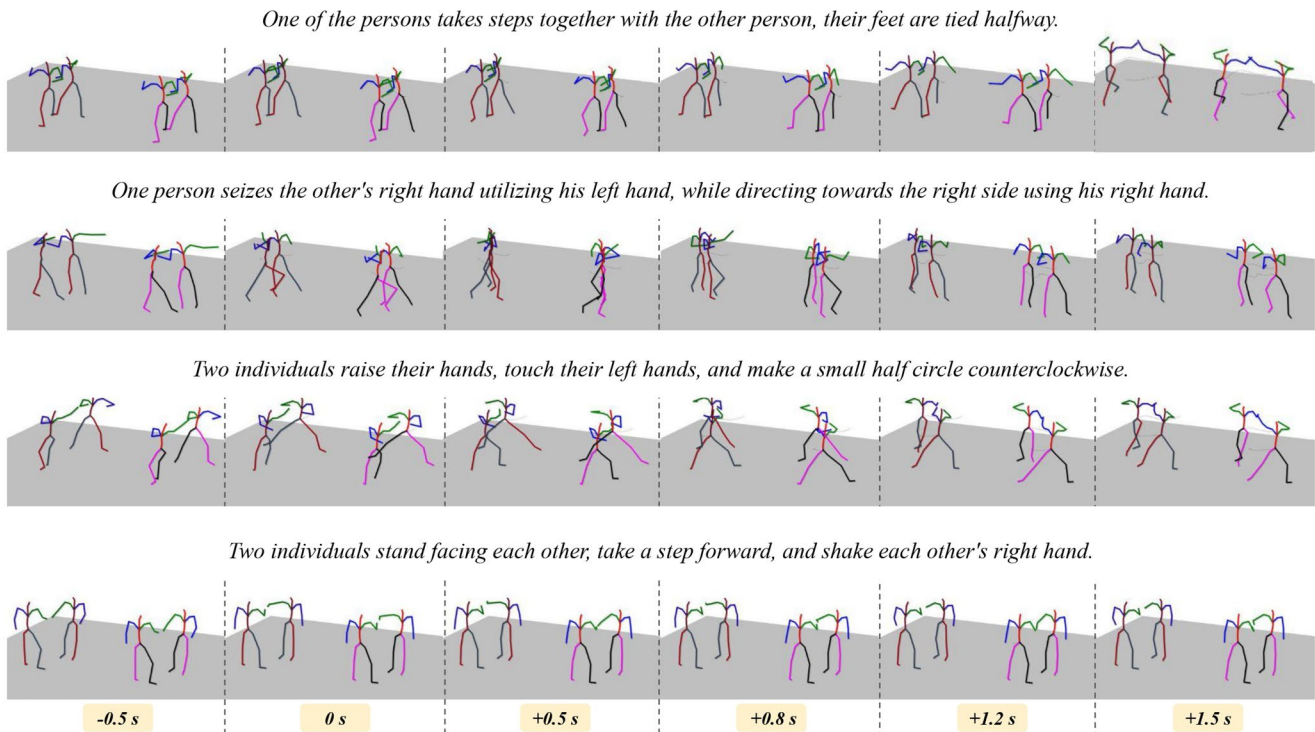 One of the persons takes steps together with the other person, their feet are tied halfway.
One person seizes the other's right hand utilizing his left hand, while directing towards the right side using his right hand.
Two individuals raise their hands, touch their left hands, and make a small half circle counterclockwise.
Two individuals stand facing each other, take a step forward, and shake each other's right hand.
-0.5 s 0 s +0.5 s +0.8 s +1.2 s +1.5 s